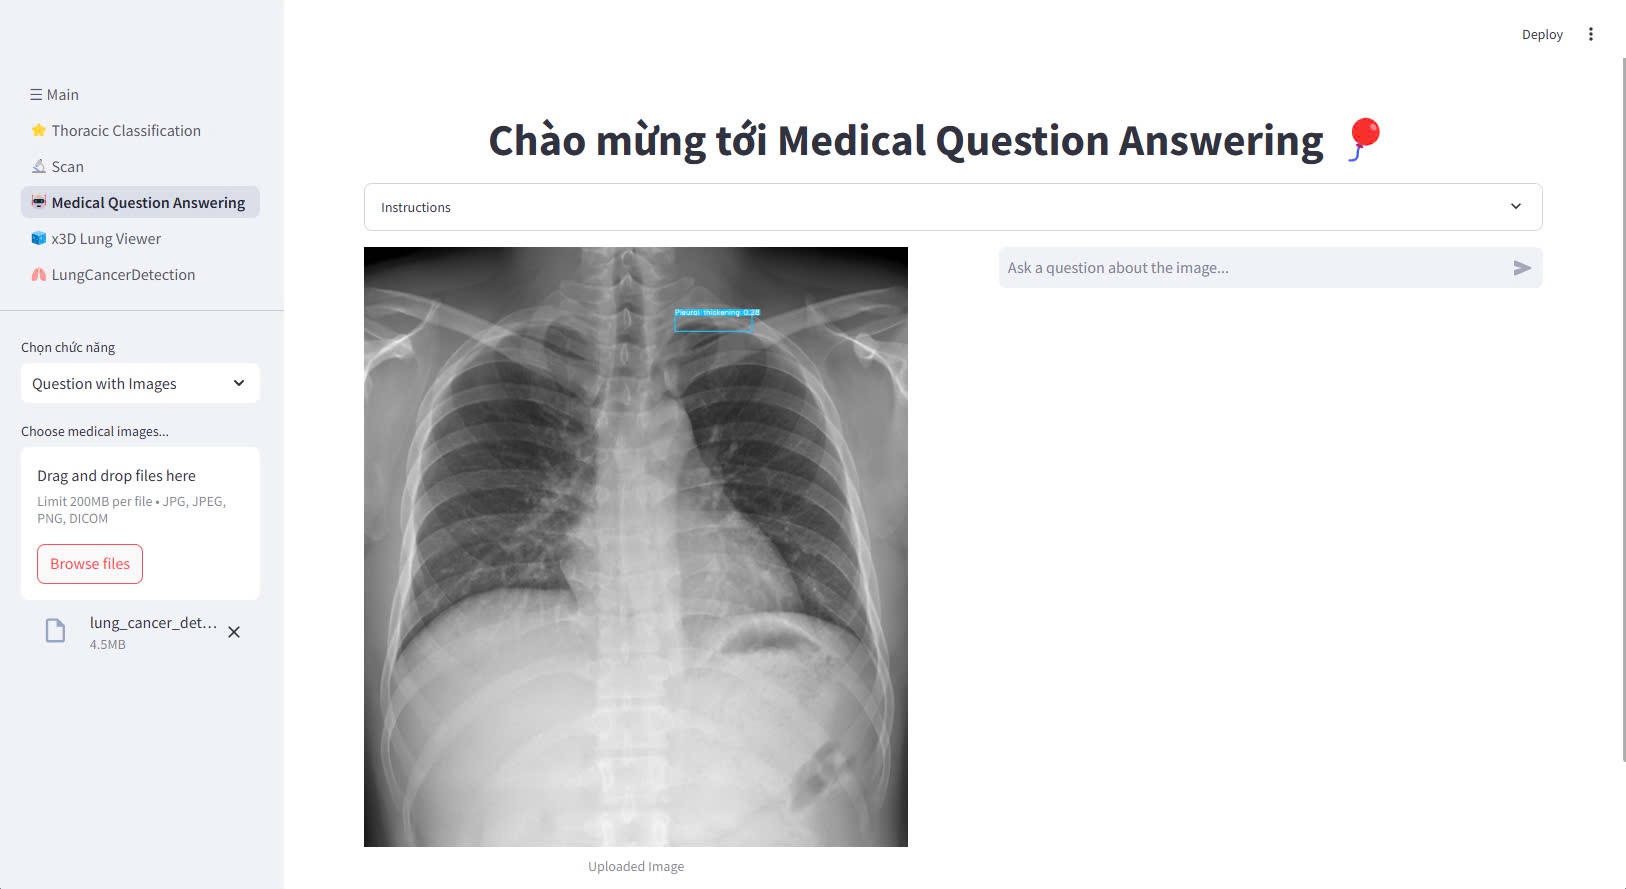 Deploy
☰ Main
⭐ Thoracic Classification
🔬 Scan
🤖 Medical Question Answering
🧊 x3D Lung Viewer
🫁 LungCancerDetection
Chọn chức năng
Question with Images
Choose medical images...
Drag and drop files here
Limit 200MB per file • JPG, JPEG,
PNG, DICOM
Browse files
lung_cancer_det...
4.5MB
Chào mừng tới Medical Question Answering 🎈
Instructions
Pleural thickening 0.28
Ask a question about the image...
Uploaded Image